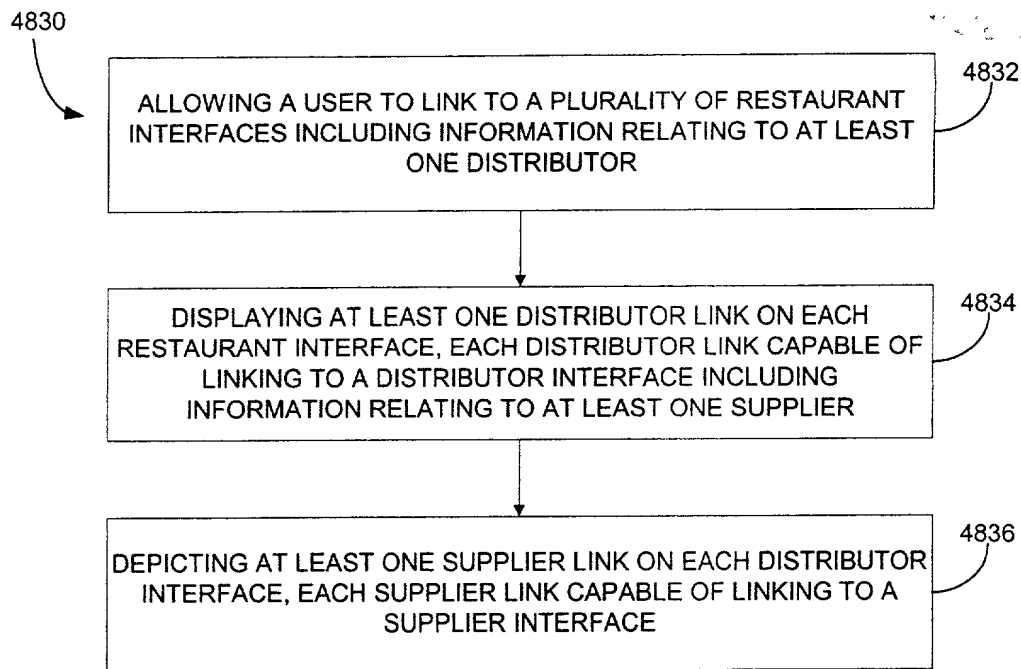 4830
4832
ALLOWING A USER TO LINK TO A PLURALITY OF RESTAURANT
INTERFACES INCLUDING INFORMATION RELATING TO AT LEAST
ONE DISTRIBUTOR
4834
DISPLAYING AT LEAST ONE DISTRIBUTOR LINK ON EACH
RESTAURANT INTERFACE, EACH DISTRIBUTOR LINK CAPABLE OF
LINKING TO A DISTRIBUTOR INTERFACE INCLUDING
INFORMATION RELATING TO AT LEAST ONE SUPPLIER
4836
DEPICTING AT LEAST ONE SUPPLIER LINK ON EACH DISTRIBUTOR
INTERFACE, EACH SUPPLIER LINK CAPABLE OF LINKING TO A
SUPPLIER INTERFACE